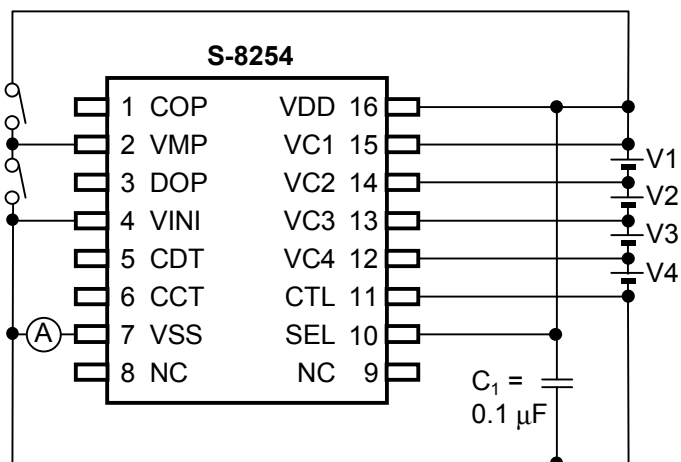 S-8254
1 COP VDD 16
2 VMP VC1 15
V1
3 DOP VC2 14
V2
4 VINI VC3 13
V3
5 CDT VC4 12
V4
6 CCT CTL 11
A 7 VSS SEL 10
8 NC NC 9
C₁ =
0.1 μF